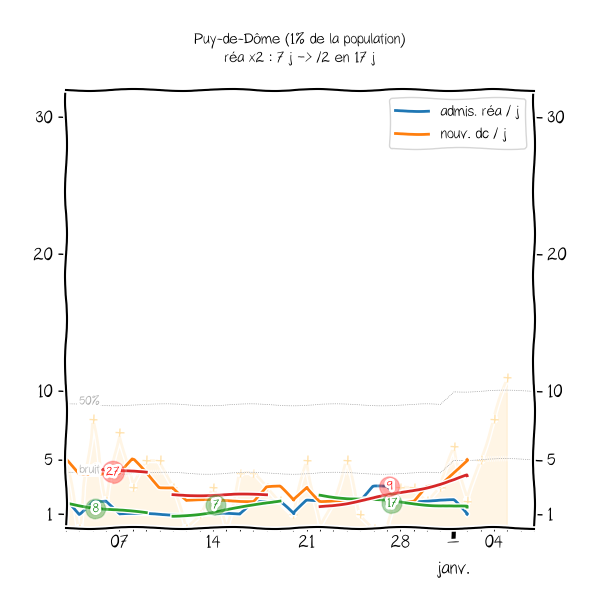 Puy-de-Dôme (1% de la population)
réa x2 : 7 j -> /2 en 17 j
admis. réa / j
nouv. dc / j
30 30
20 20
10 10
50%
5 5
bruit 27
9
8 7 17
1 1
07 14 21 28 04
janv.